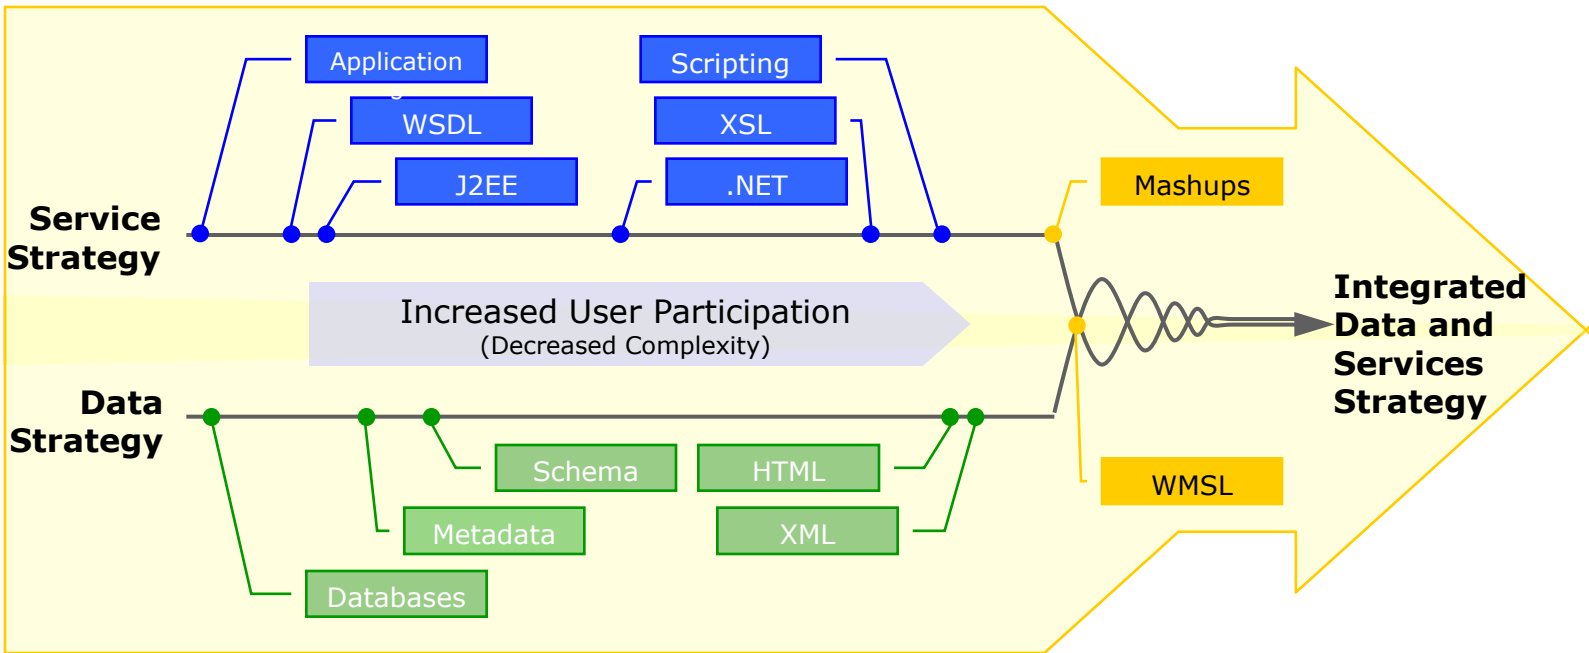 Application
Scripting
WSDL
XSL
J2EE
.NET
Mashups
Service
Strategy
Increased User Participation
(Decreased Complexity)
Integrated
Data and
Services
Strategy
Data
Strategy
Schema
HTML
WMSL
Metadata
XML
Databases